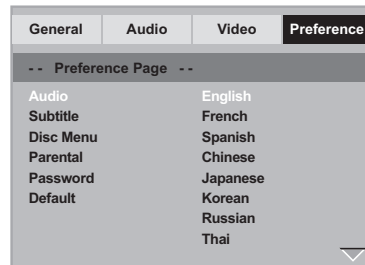 General Audio Video Preference
- - Preference Page - -
Audio English
Subtitle French
Disc Menu Spanish
Parental Chinese
Password Japanese
Default Korean
Russian
Thai